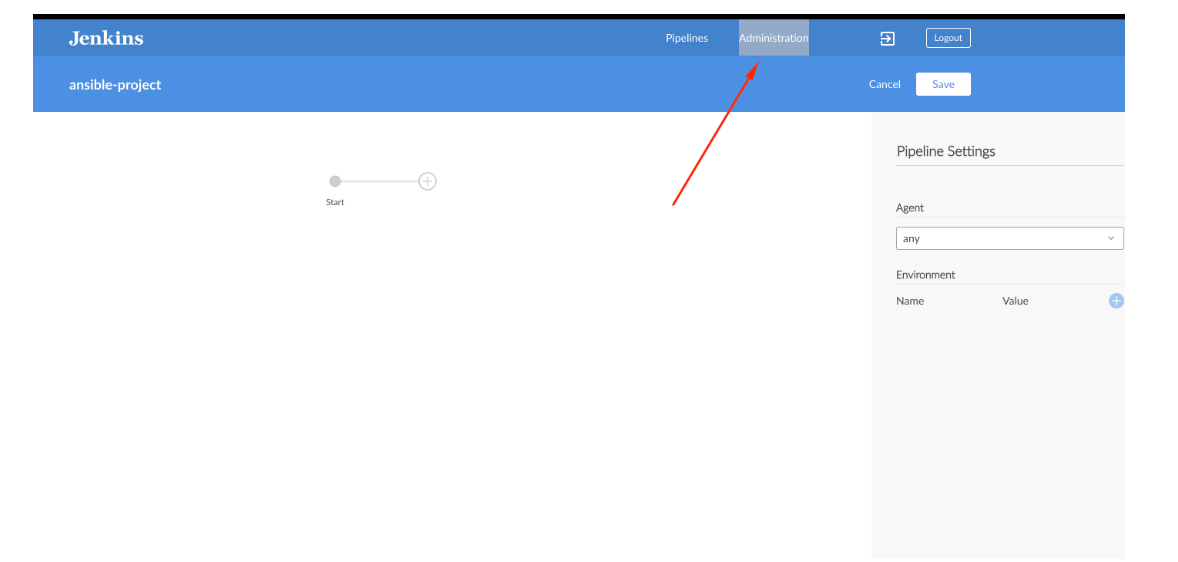 Jenkins
Pipelines Administration Logout
ansible-project
Cancel Save
Start
Pipeline Settings
Agent
any
Environment
Name Value